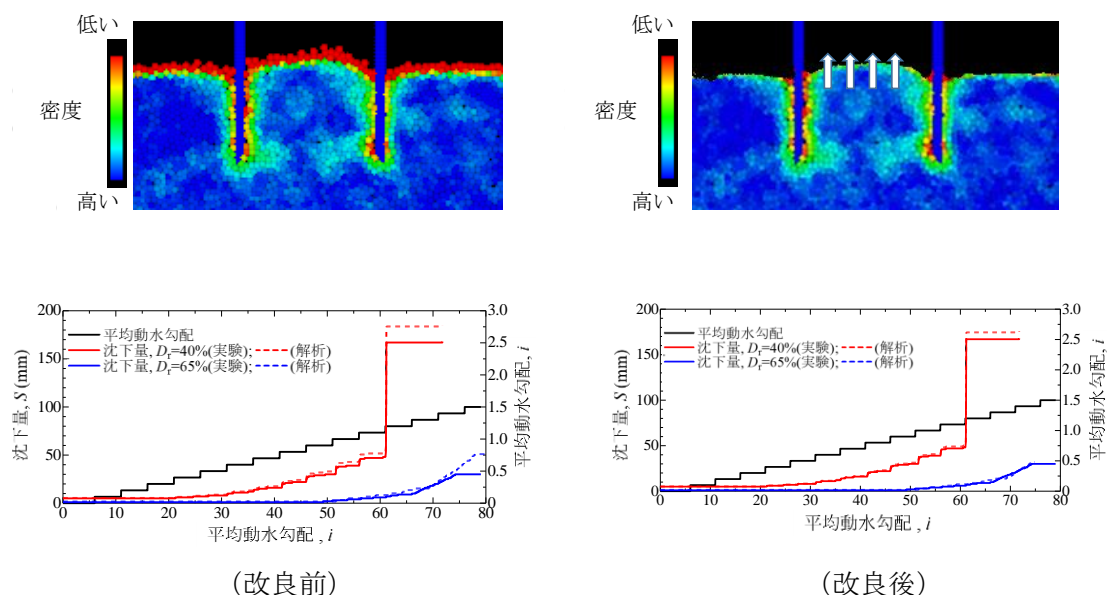 低い
密度
高い
低い
密度
高い
200
150
100
50
0
沈下量, S (mm)
平均動水勾配
沈下量, Dr=40%(実験); (解析)
沈下量, Dr=65%(実験); (解析)
3.0
2.5
2.0
1.5
1.0
0.5
0
平均動水勾配, i
0 10 20 30 40 50 60 70 80
平均動水勾配 , i
(改良前)
200
150
100
50
0
沈下量, S (mm)
平均動水勾配
沈下量, Dr=40%(実験); (解析)
沈下量, Dr=65%(実験); (解析)
3.0
2.5
2.0
1.5
1.0
0.5
0
平均動水勾配, i
0 10 20 30 40 50 60 70 80
平均動水勾配 , i
(改良後)